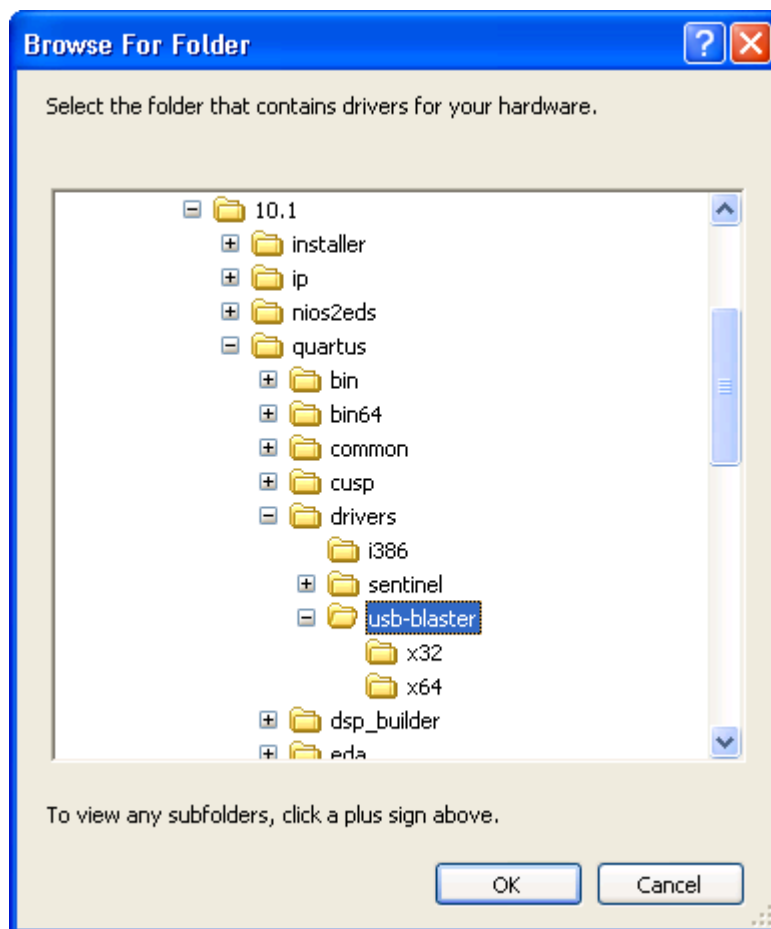 Browse For Folder
Select the folder that contains drivers for your hardware.
10.1
installer
ip
nios2eds
quartus
bin
bin64
common
cusp
drivers
i386
sentinel
usb-blaster
x32
x64
dsp_builder
eda
To view any subfolders, click a plus sign above.
OK Cancel